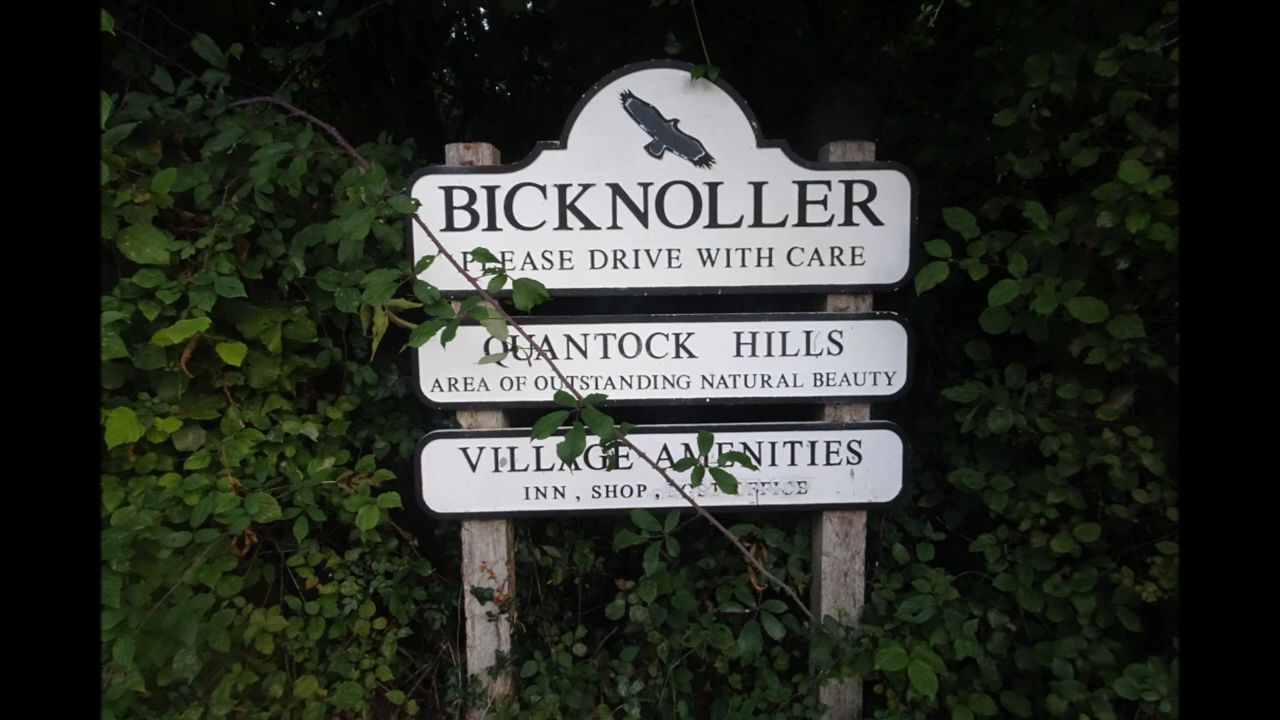 BICKNOLLER
PLEASE DRIVE WITH CARE
QUANTOCK HILLS
AREA OF OUTSTANDING NATURAL BEAUTY
VILLAGE AMENITIES
INN, SHOP, POST OFFICE